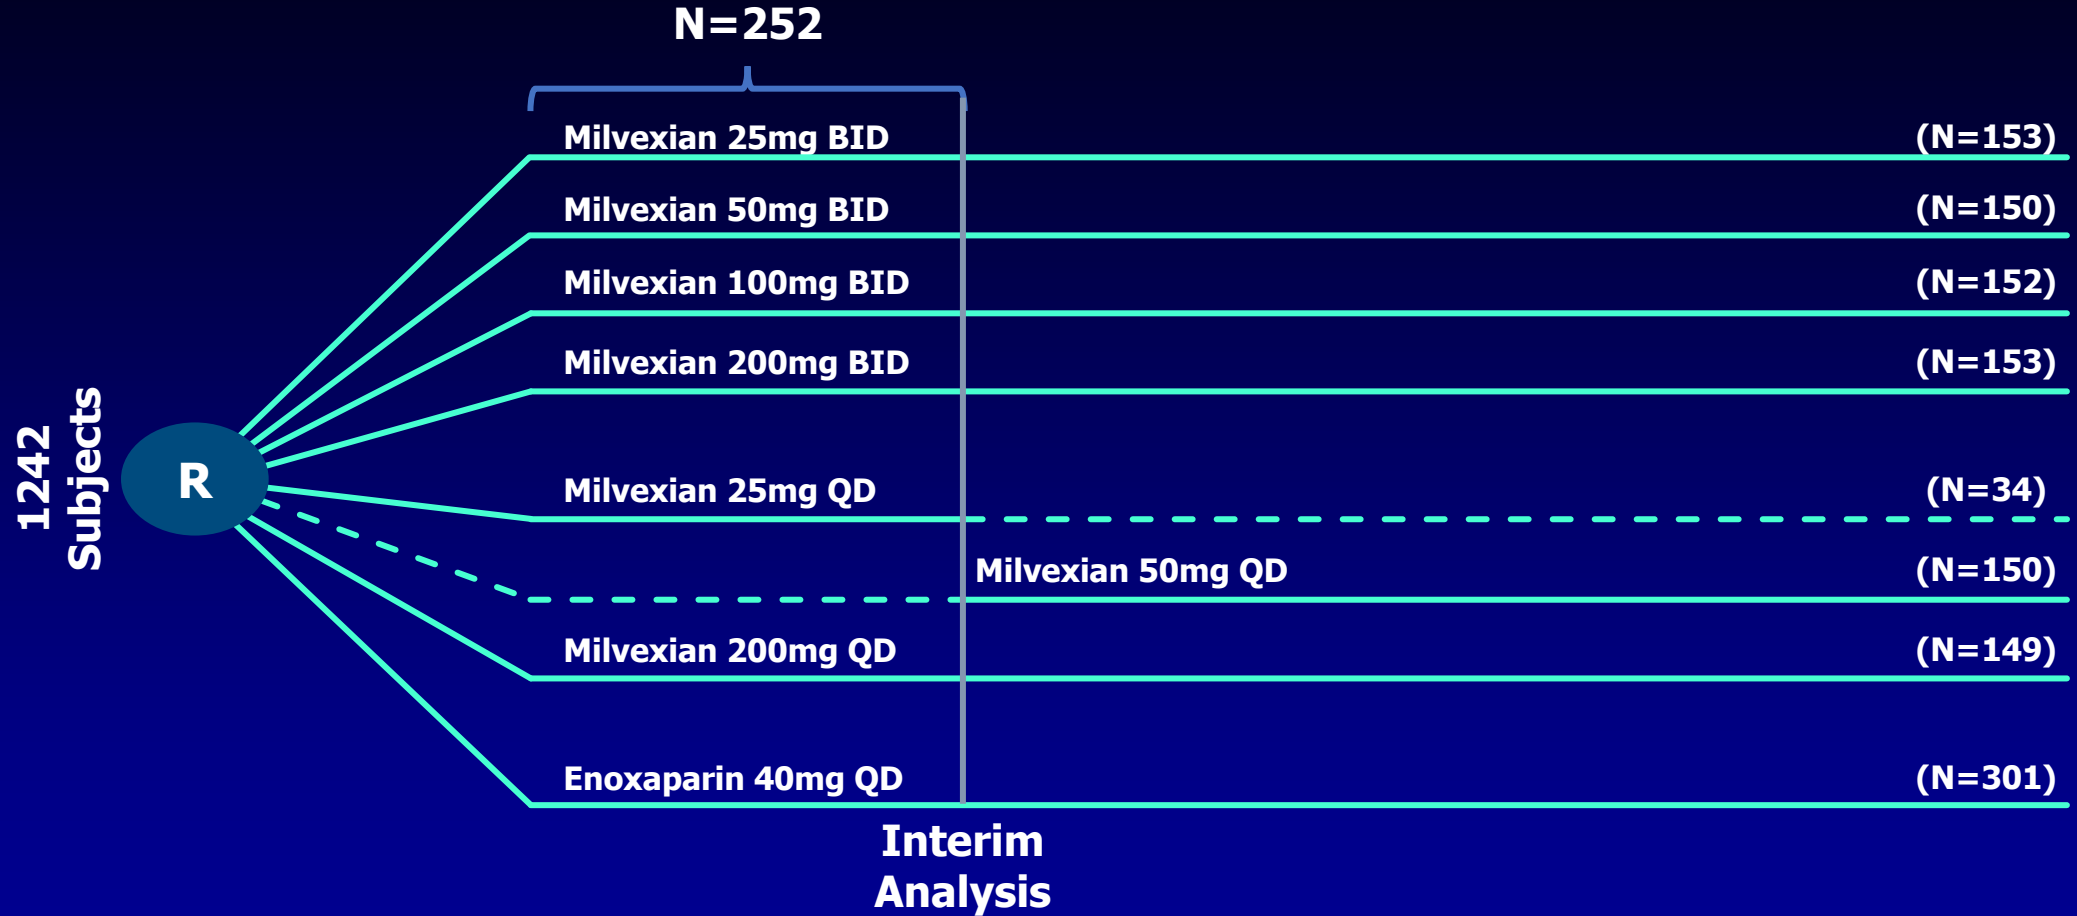 N=252
Milvexian 25mg BID
(N=153)
Milvexian 50mg BID
(N=150)
Milvexian 100mg BID
(N=152)
Milvexian 200mg BID
(N=153)
1242
Subjects
R
Milvexian 25mg QD
(N=34)
Milvexian 50mg QD
(N=150)
Milvexian 200mg QD
(N=149)
Enoxaparin 40mg QD
(N=301)
Interim
Analysis